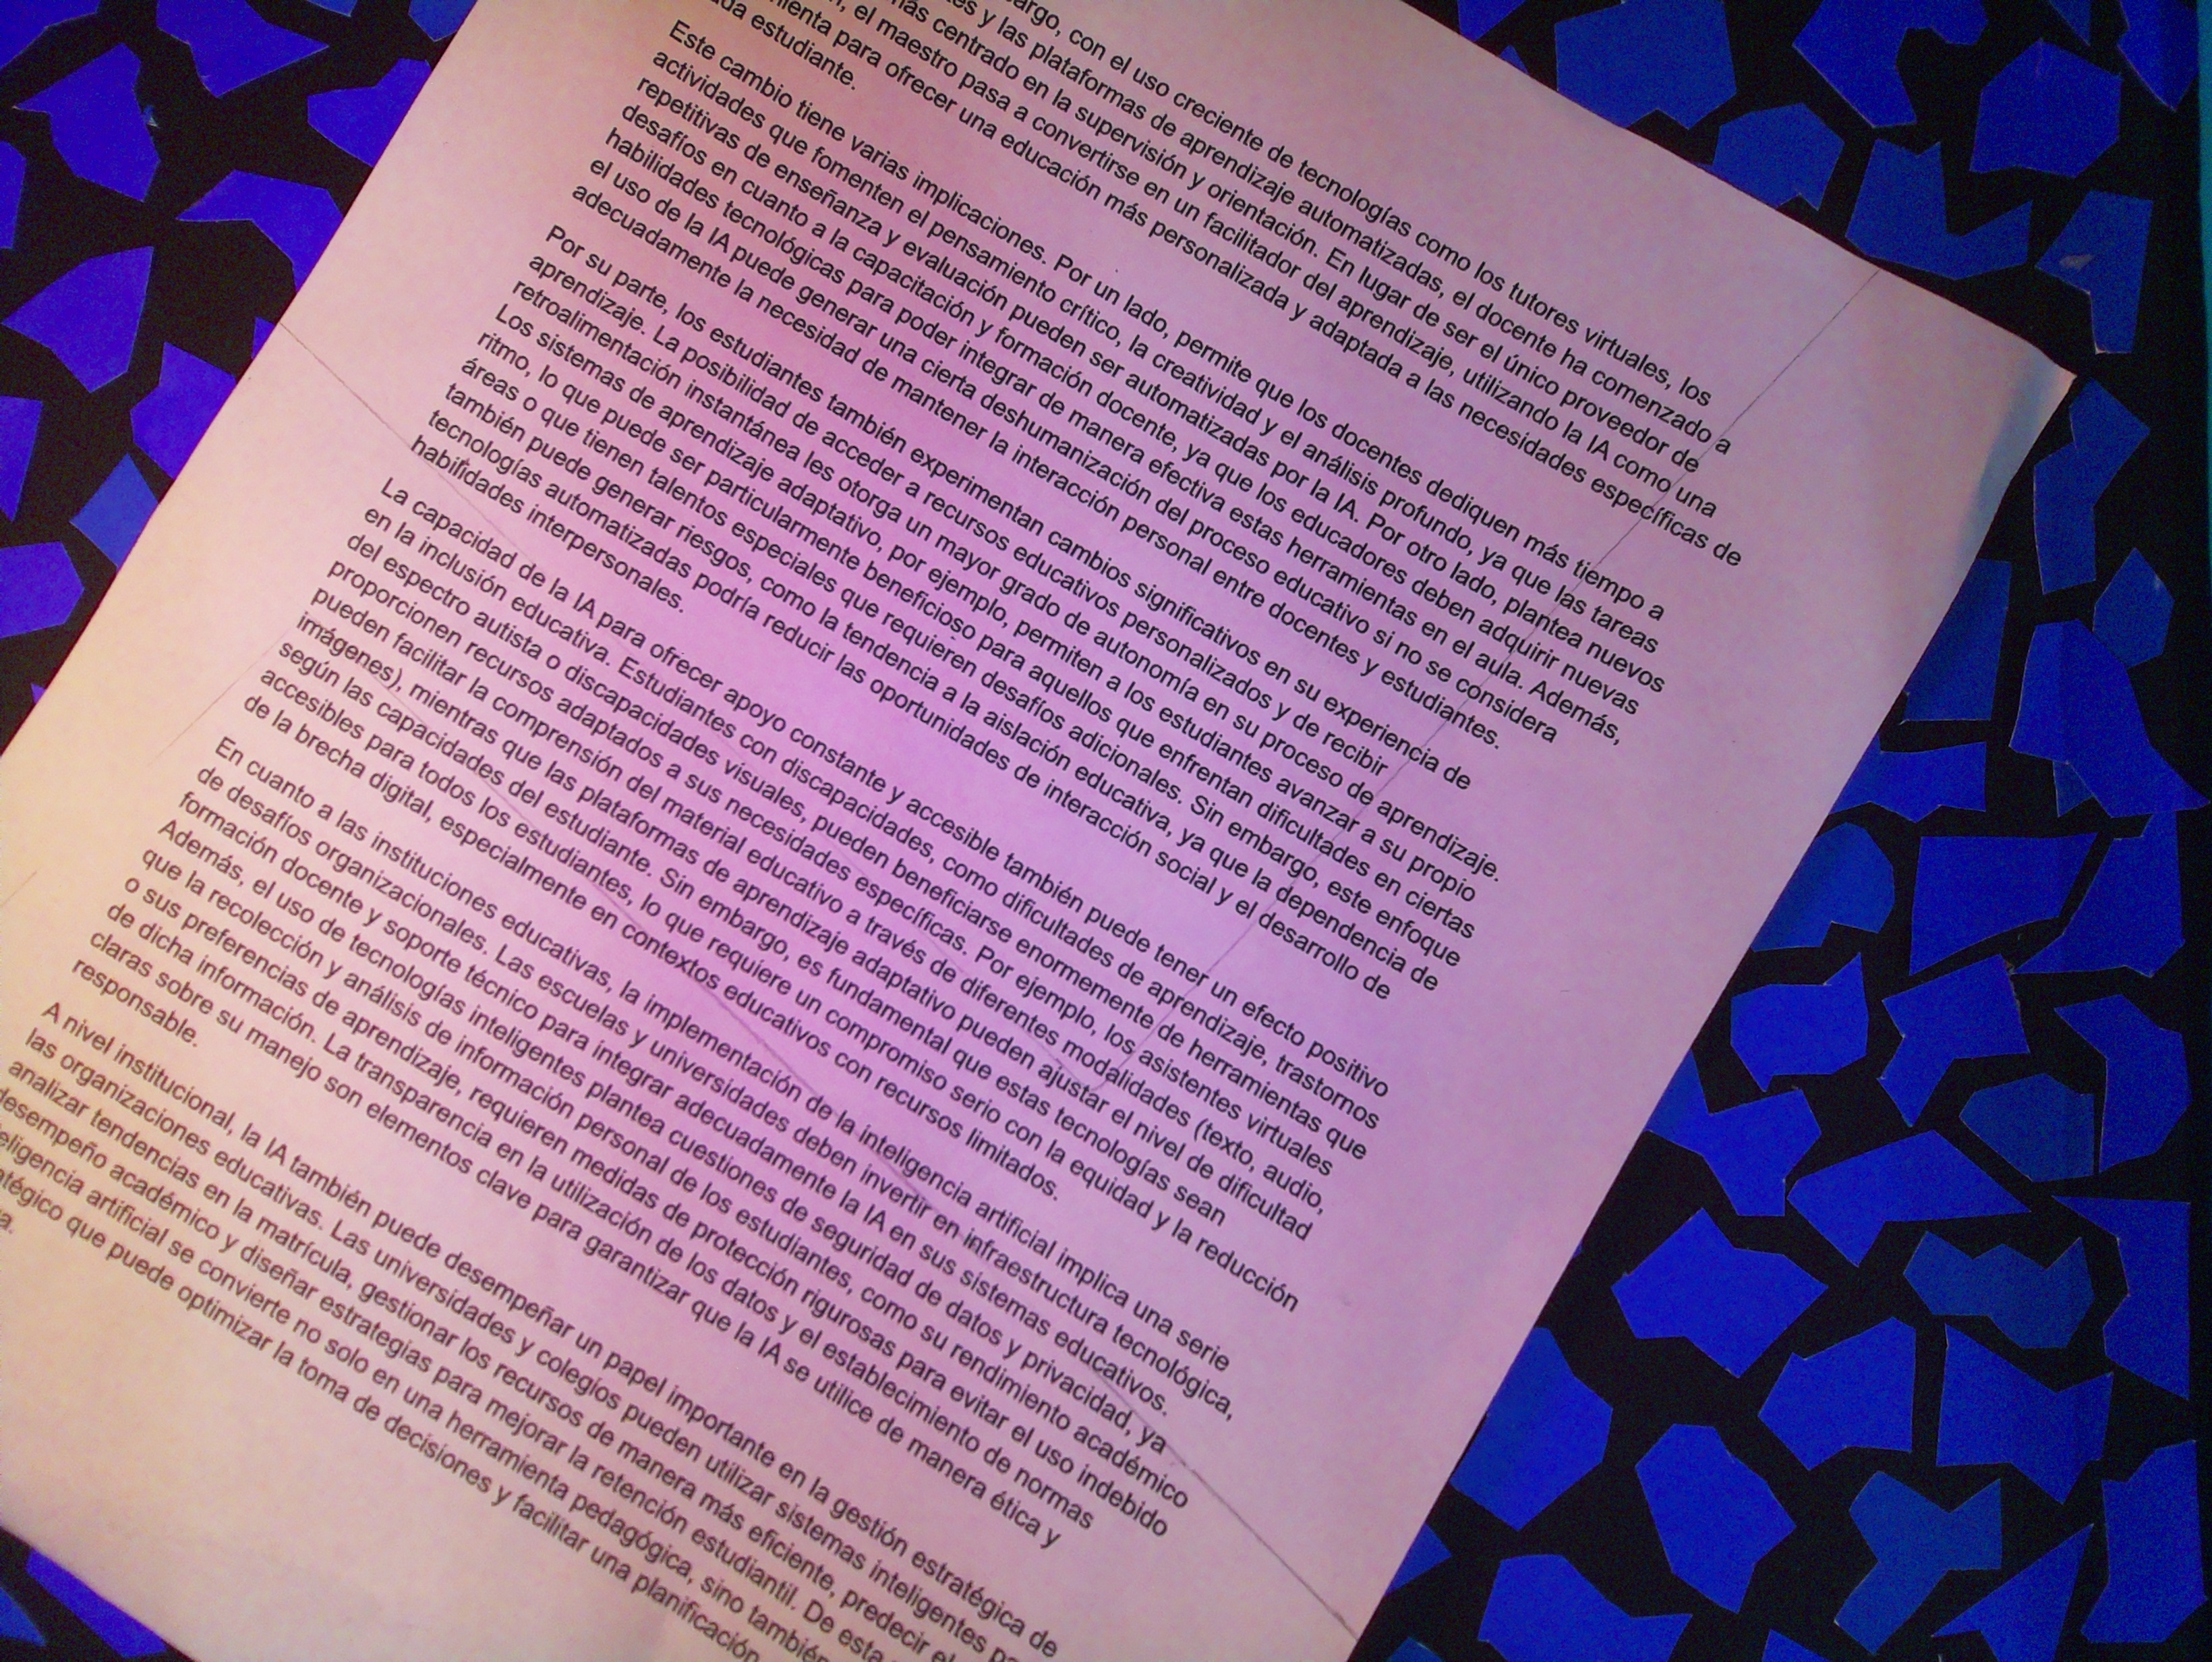 argo, con el uso creciente de tecnologías como los tutores virtuales, los
es y las plataformas de aprendizaje automatizadas, el docente ha comenzado a
más centrado en la supervisión y orientación. En lugar de ser el único proveedor de
el maestro pasa a convertirse en un facilitador del aprendizaje, utilizando la IA como una
ienta para ofrecer una educación más personalizada y adaptada a las necesidades específicas de
da estudiante.
Este cambio tiene varias implicaciones. Por un lado, permite que los docentes dediquen más tiempo a
actividades que fomenten el pensamiento crítico, la creatividad y el análisis profundo, ya que las tareas
repetitivas de enseñanza y evaluación pueden ser automatizadas por la IA. Por otro lado, plantea nuevos
desafíos en cuanto a la capacitación y formación docente, ya que los educadores deben adquirir nuevas
habilidades tecnológicas para poder integrar de manera efectiva estas herramientas en el aula. Además,
el uso de la IA puede generar una cierta deshumanización del proceso educativo si no se considera
adecuadamente la necesidad de mantener la interacción personal entre docentes y estudiantes.
Por su parte, los estudiantes también experimentan cambios significativos en su experiencia de
aprendizaje. La posibilidad de acceder a recursos educativos personalizados y de recibir
retroalimentación instantánea les otorga un mayor grado de autonomía en su proceso de aprendizaje.
Los sistemas de aprendizaje adaptativo, por ejemplo, permiten a los estudiantes avanzar a su propio
ritmo, lo que puede ser particularmente beneficioso para aquellos que enfrentan dificultades en ciertas
áreas o que tienen talentos especiales que requieren desafíos adicionales. Sin embargo, este enfoque
también puede generar riesgos, como la tendencia a la aislación educativa, ya que la dependencia de
tecnologías automatizadas podría reducir las oportunidades de interacción social y el desarrollo de
habilidades interpersonales.
La capacidad de la IA para ofrecer apoyo constante y accesible también puede tener un efecto positivo
en la inclusión educativa. Estudiantes con discapacidades, como dificultades de aprendizaje, trastornos
del espectro autista o discapacidades visuales, pueden beneficiarse enormemente de herramientas que
proporcionen recursos adaptados a sus necesidades específicas. Por ejemplo, los asistentes virtuales
pueden facilitar la comprensión del material educativo a través de diferentes modalidades (texto, audio,
imágenes), mientras que las plataformas de aprendizaje adaptativo pueden ajustar el nivel de dificultad
según las capacidades del estudiante. Sin embargo, es fundamental que estas tecnologías sean
accesibles para todos los estudiantes, lo que requiere un compromiso serio con la equidad y la reducción
de la brecha digital, especialmente en contextos educativos con recursos limitados.
En cuanto a las instituciones educativas, la implementación de la inteligencia artificial implica una serie
de desafíos organizacionales. Las escuelas y universidades deben invertir en infraestructura tecnológica,
formación docente y soporte técnico para integrar adecuadamente la IA en sus sistemas educativos.
Además, el uso de tecnologías inteligentes plantea cuestiones de seguridad de datos y privacidad, ya
que la recolección y análisis de información personal de los estudiantes, como su rendimiento académico
o sus preferencias de aprendizaje, requieren medidas de protección rigurosas para evitar el uso indebido
de dicha información. La transparencia en la utilización de los datos y el establecimiento de normas
claras sobre su manejo son elementos clave para garantizar que la IA se utilice de manera ética y
responsable.
A nivel institucional, la IA también puede desempeñar un papel importante en la gestión estratégica de
las organizaciones educativas. Las universidades y colegios pueden utilizar sistemas inteligentes pa
analizar tendencias en la matrícula, gestionar los recursos de manera más eficiente, predecir el
desempeño académico y diseñar estrategias para mejorar la retención estudiantil. De esta
eligencia artificial se convierte no solo en una herramienta pedagógica, sino también
atégico que puede optimizar la toma de decisiones y facilitar una planificación
a.